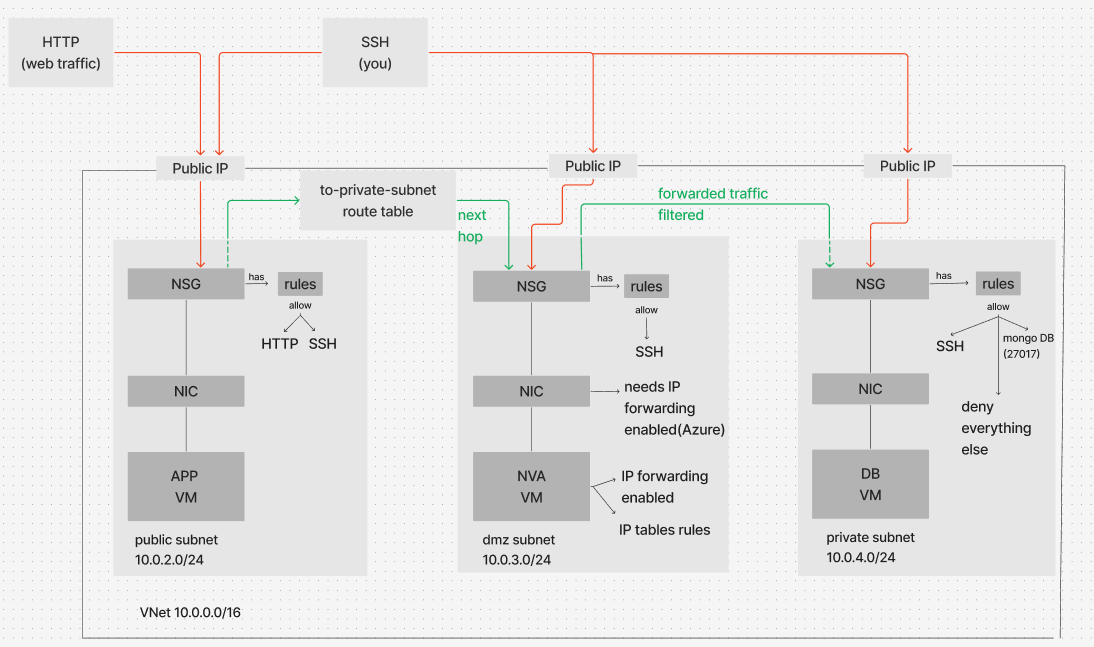 HTTP
(web traffic)
SSH
(you)
Public IP
Public IP
Public IP
to-private-subnet
route table
next
hop
forwarded traffic
filtered
NSG
has
rules
allow
HTTP
SSH
NIC
APP
VM
public subnet
10.0.2.0/24
NSG
has
rules
allow
SSH
NIC
needs IP
forwarding
enabled(Azure)
NVA
VM
IP forwarding
enabled
IP tables rules
dmz subnet
10.0.3.0/24
NSG
has
rules
allow
SSH
mongo DB
(27017)
deny
everything
else
NIC
DB
VM
private subnet
10.0.4.0/24
VNet 10.0.0.0/16